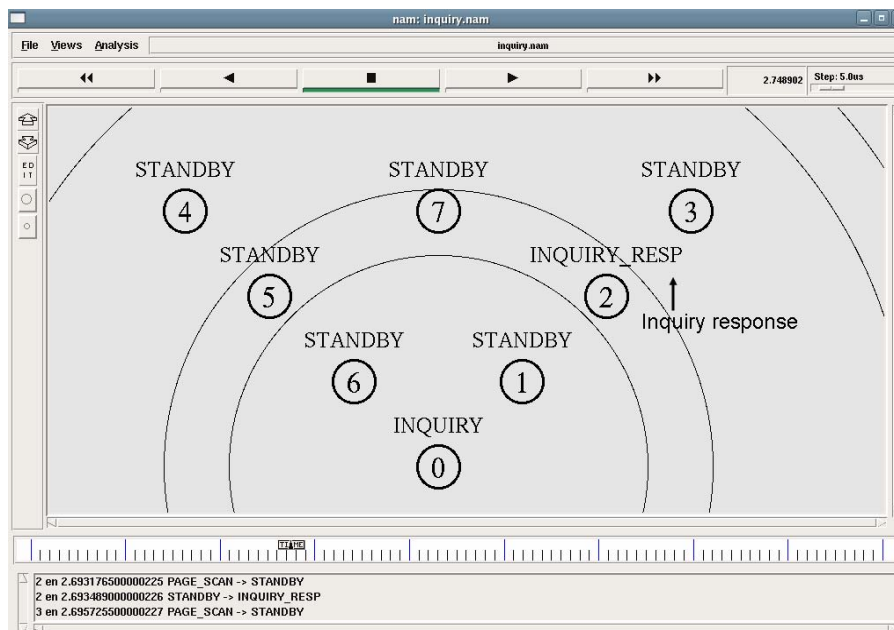 nam: inquiry.nam
File Views Analysis inquiry.nam
2.748902 Step: 5.0us
ED
IT
STANDBY STANDBY STANDBY
4 7 3
STANDBY INQUIRY_RESP
5 2
Inquiry response
STANDBY STANDBY
6 1
INQUIRY
0
TIME
2 en 2.693176500000225 PAGE_SCAN -> STANDBY
2 en 2.693489000000226 STANDBY -> INQUIRY_RESP
3 en 2.695725500000227 PAGE_SCAN -> STANDBY